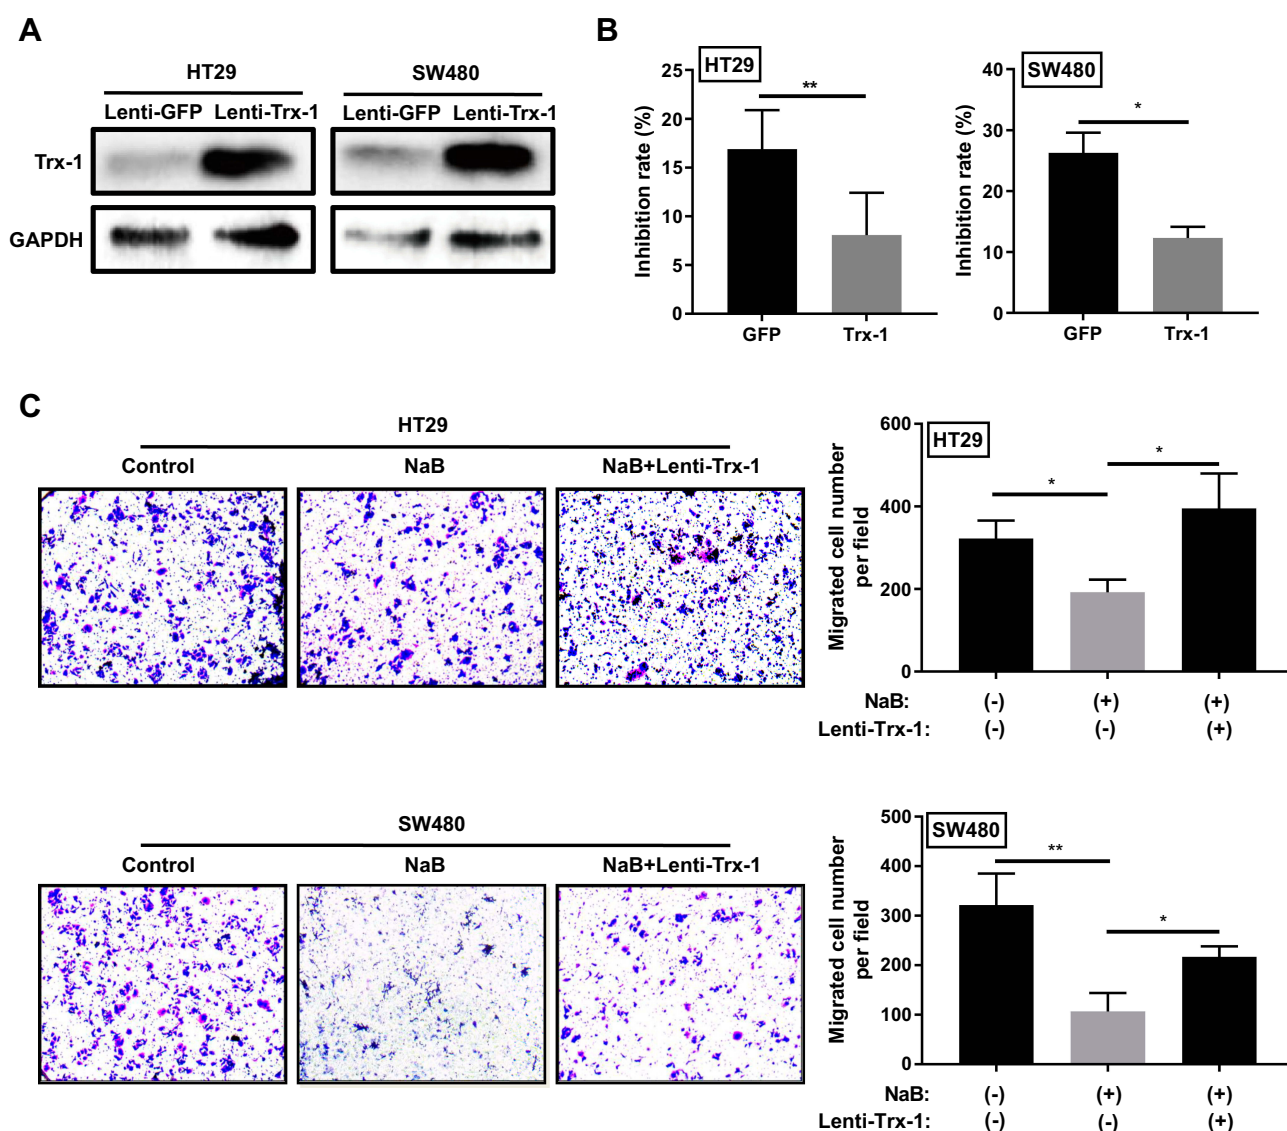 A
HT29
SW480
Lenti-GFP Lenti-Trx-1
Lenti-GFP Lenti-Trx-1
Trx-1
GAPDH
B
HT29
Inhibition rate (%)
25
20
15
10
5
0
**
GFP
Trx-1
SW480
Inhibition rate (%)
40
30
20
10
0
*
GFP
Trx-1
C
HT29
Control
NaB
NaB+Lenti-Trx-1
HT29
Migrated cell number
per field
600
400
200
0
*
*
NaB: (-) (+) (+)
Lenti-Trx-1: (-) (-) (+)
SW480
Control
NaB
NaB+Lenti-Trx-1
SW480
Migrated cell number
per field
500
400
300
200
100
0
**
*
NaB: (-) (+) (+)
Lenti-Trx-1: (-) (-) (+)